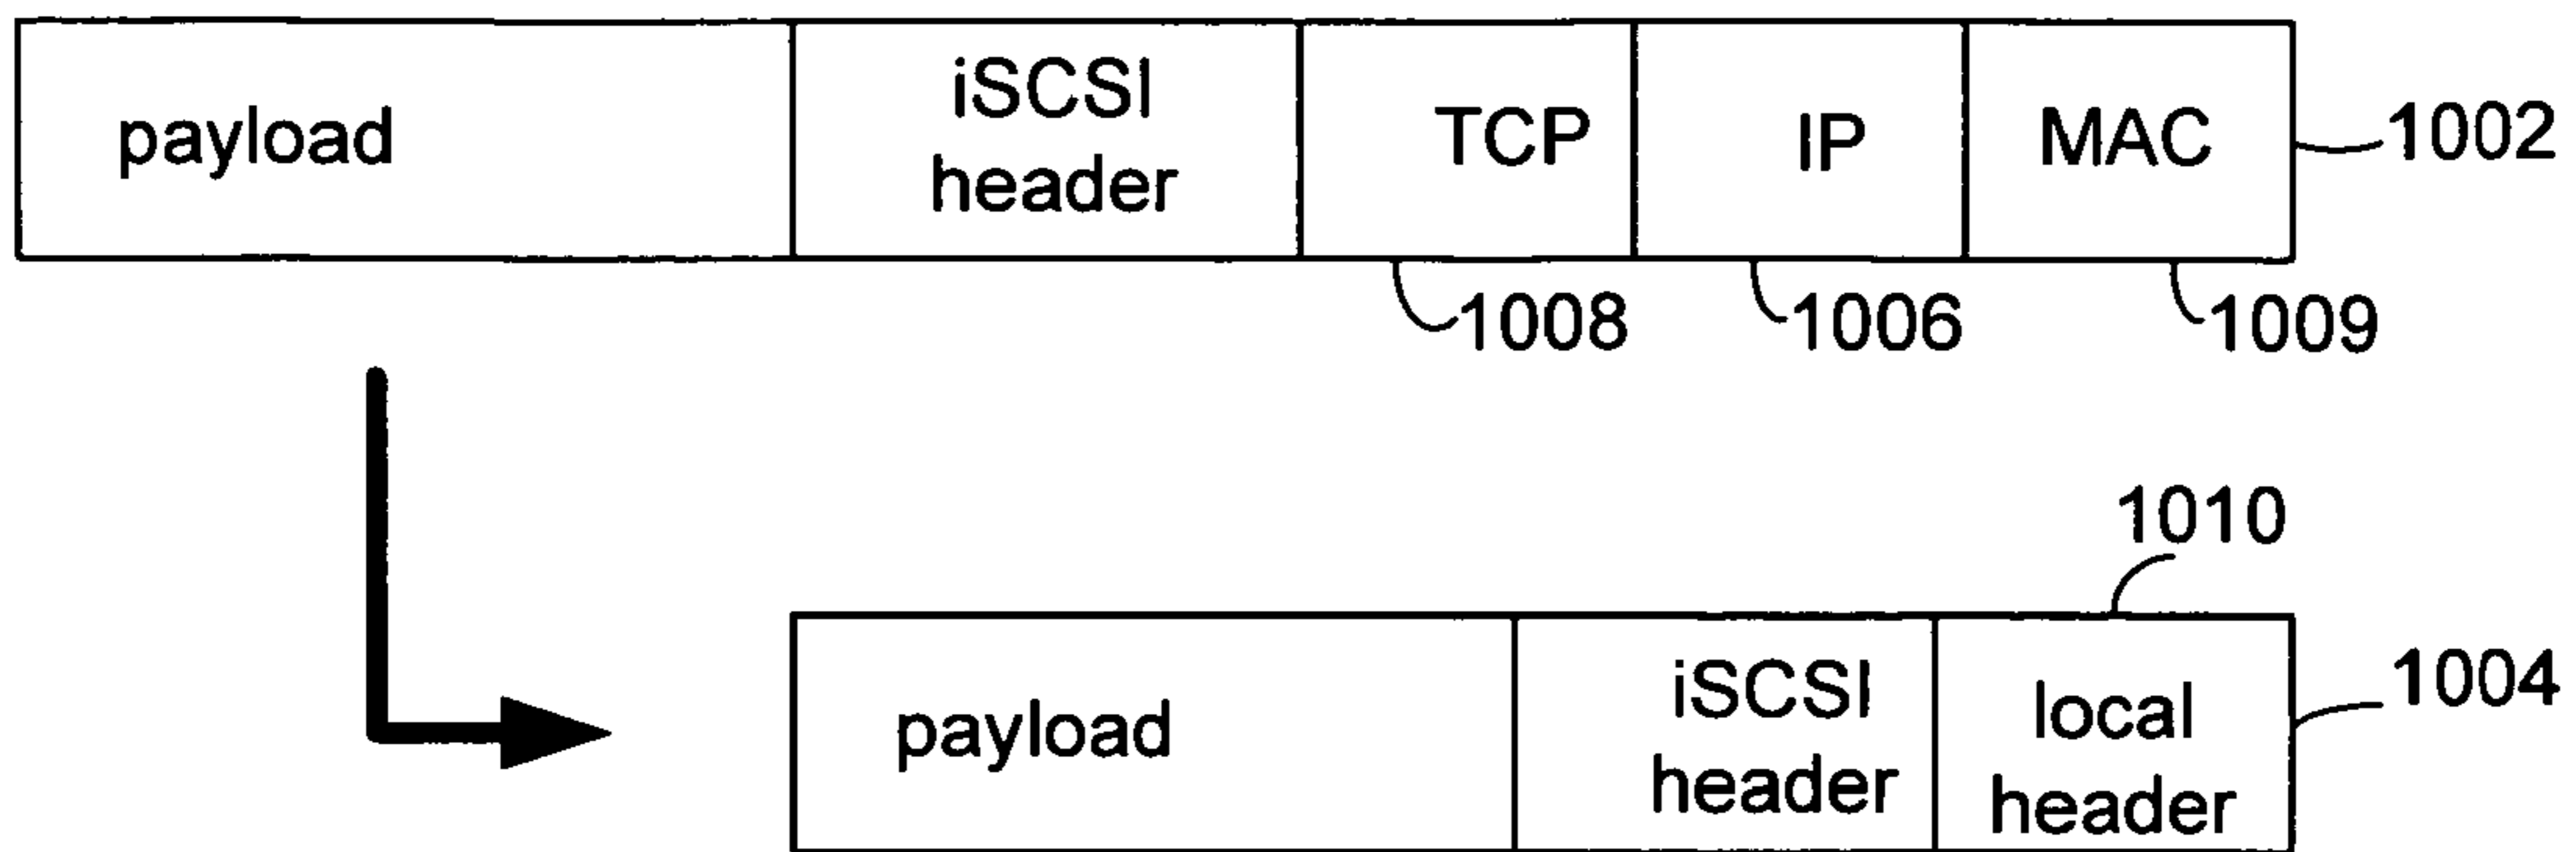 payload
iSCSI
header
TCP
IP
MAC
1002
1008
1006
1009
1010
payload
iSCSI
header
local
header
1004